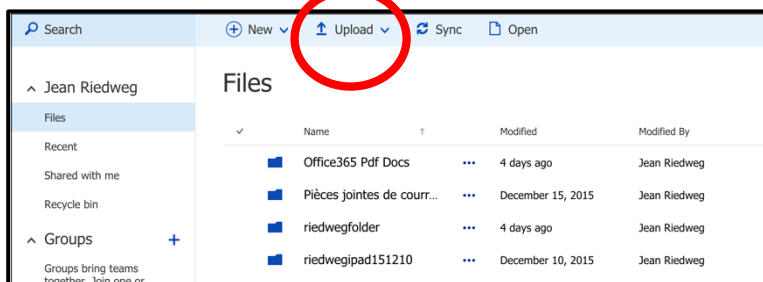 Search
New Upload Sync Open
Jean Riedweg
Files
Recent
Shared with me
Recycle bin
Groups +
Groups bring teams
together. Join one or
Files
Name Modified Modified By
Office365 Pdf Docs ... 4 days ago Jean Riedweg
Pièces jointes de courr... ... December 15, 2015 Jean Riedweg
riedwegfolder ... 4 days ago Jean Riedweg
riedwegipad151210 ... December 10, 2015 Jean Riedweg